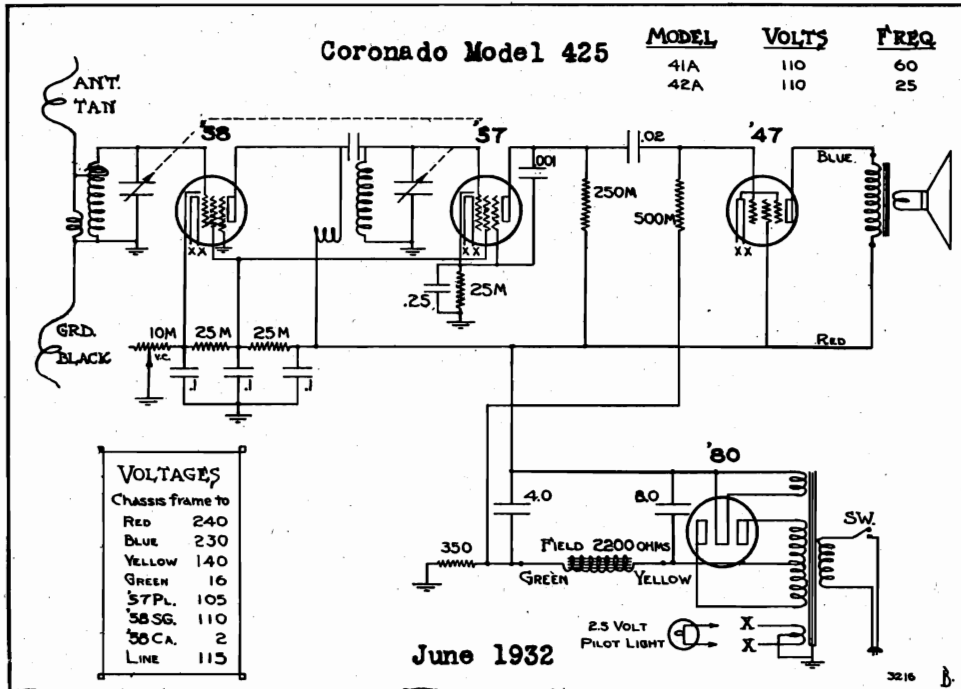 Coronado Model 425
MODEL VOLTS FREQ
41A 110 60
42A 110 25
ANT.
TAN
'58
'57
'47
.001
.02
BLUE
250M
500M
X X
X X
X X
.25
25M
GRD.
BLACK
10M
V.C.
25M
25M
.1
.1
.1
RED
VOLTAGES
Chassis frame to
RED 240
BLUE 230
YELLOW 140
GREEN 16
'57 PL. 105
'58 SG. 110
'58 CA. 2
LINE 115
'80
4.0
8.0
SW.
350
FIELD 2200 OHMS
GREEN
YELLOW
2.5 VOLT
PILOT LIGHT
X
X
June 1932
3216 B.